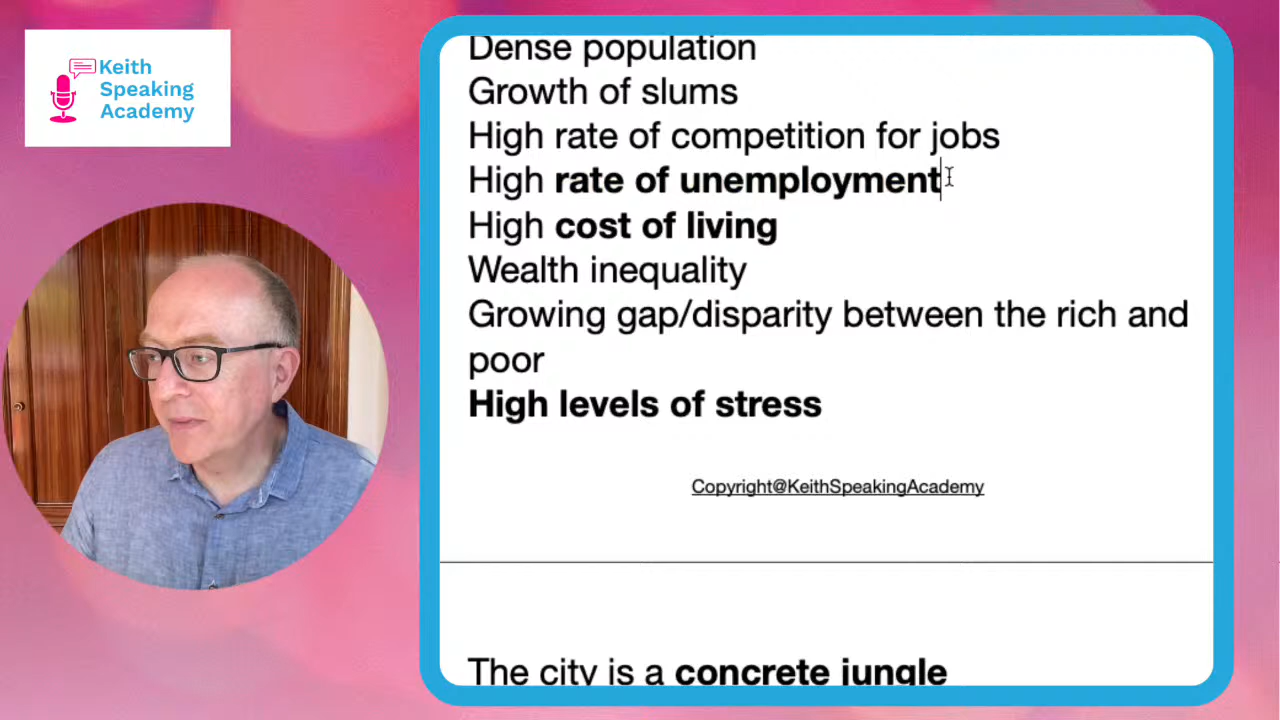 Keith
Speaking
Academy
Dense population
Growth of slums
High rate of competition for jobs
High rate of unemployment
High cost of living
Wealth inequality
Growing gap/disparity between the rich and
poor
High levels of stress
Copyright@KeithSpeakingAcademy
The city is a concrete jungle